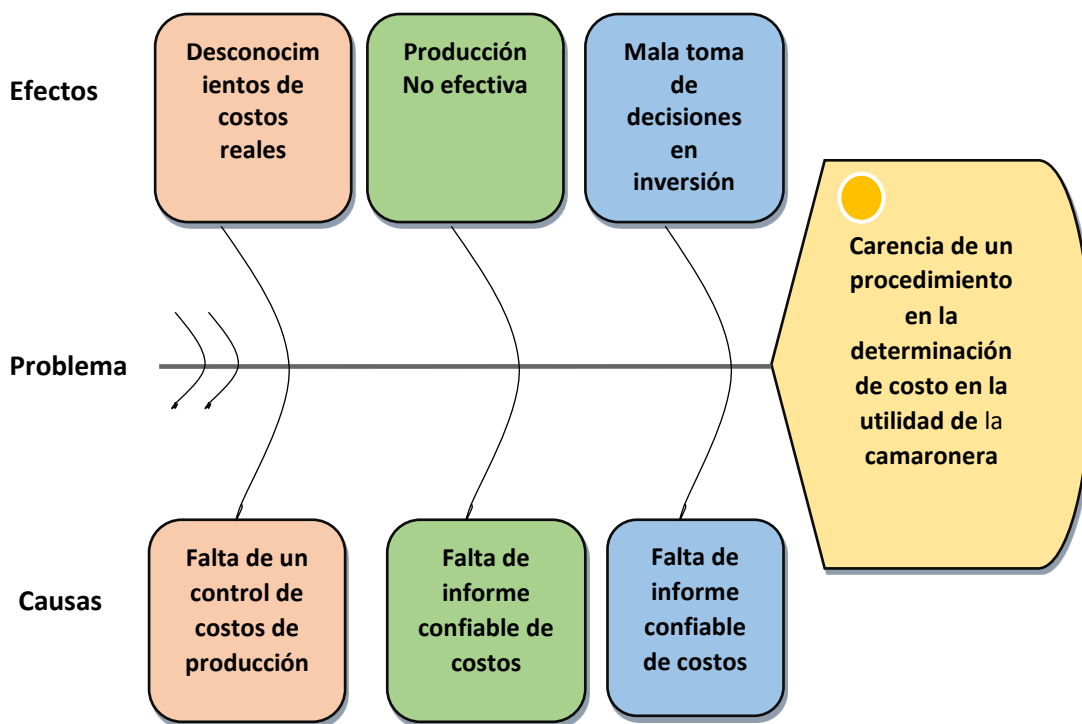 Efectos
Desconocim
ientos de
costos
reales
Producción
No efectiva
Mala toma
de
decisiones
en
inversión
Problema
Carencia de un
procedimiento
en la
determinación
de costo en la
utilidad de la
camaronera
Causas
Falta de un
control de
costos de
producción
Falta de
informe
confiable de
costos
Falta de
informe
confiable
de costos